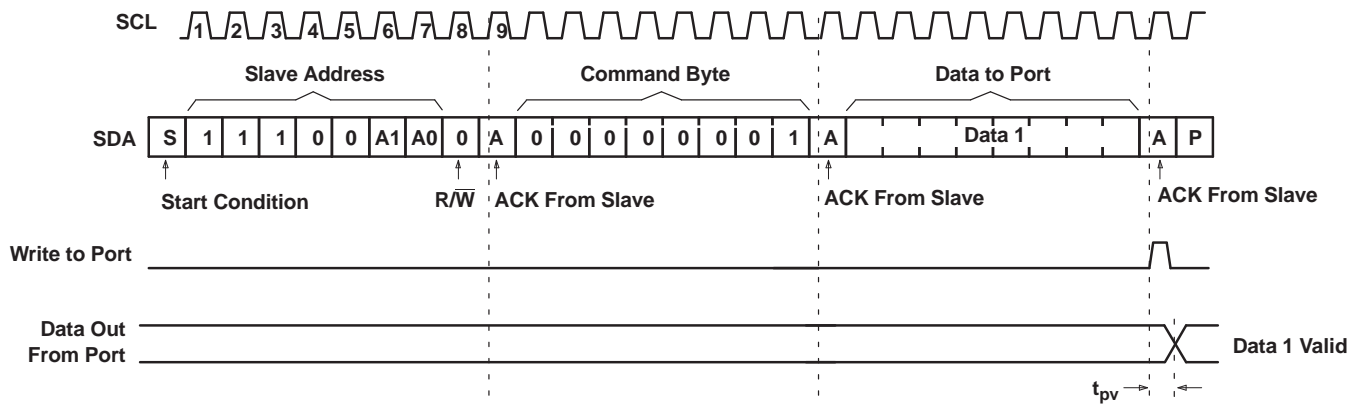 SCL 1 2 3 4 5 6 7 8 9
Slave Address Command Byte Data to Port
SDA S 1 1 1 0 0 A1 A0 0 A 0 0 0 0 0 0 0 1 A Data 1 A P
Start Condition R/W̅ ACK From Slave ACK From Slave ACK From Slave
Write to Port
Data Out
From Port
Data 1 Valid
tpv